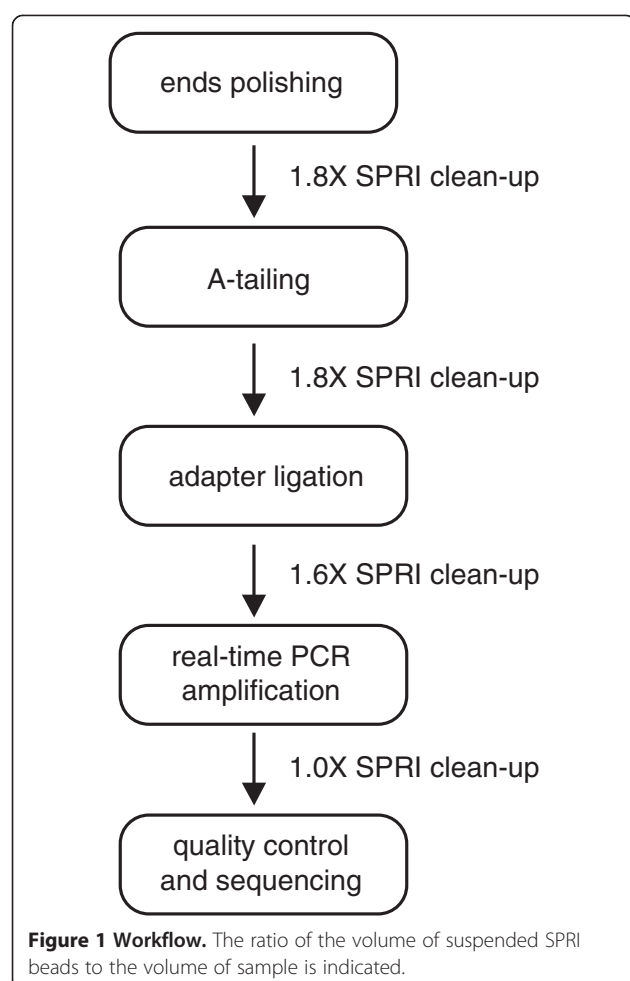 ends polishing
1.8X SPRI clean-up
A-tailing
1.8X SPRI clean-up
adapter ligation
1.6X SPRI clean-up
real-time PCR
amplification
1.0X SPRI clean-up
quality control
and sequencing
Figure 1 Workflow. The ratio of the volume of suspended SPRI
beads to the volume of sample is indicated.